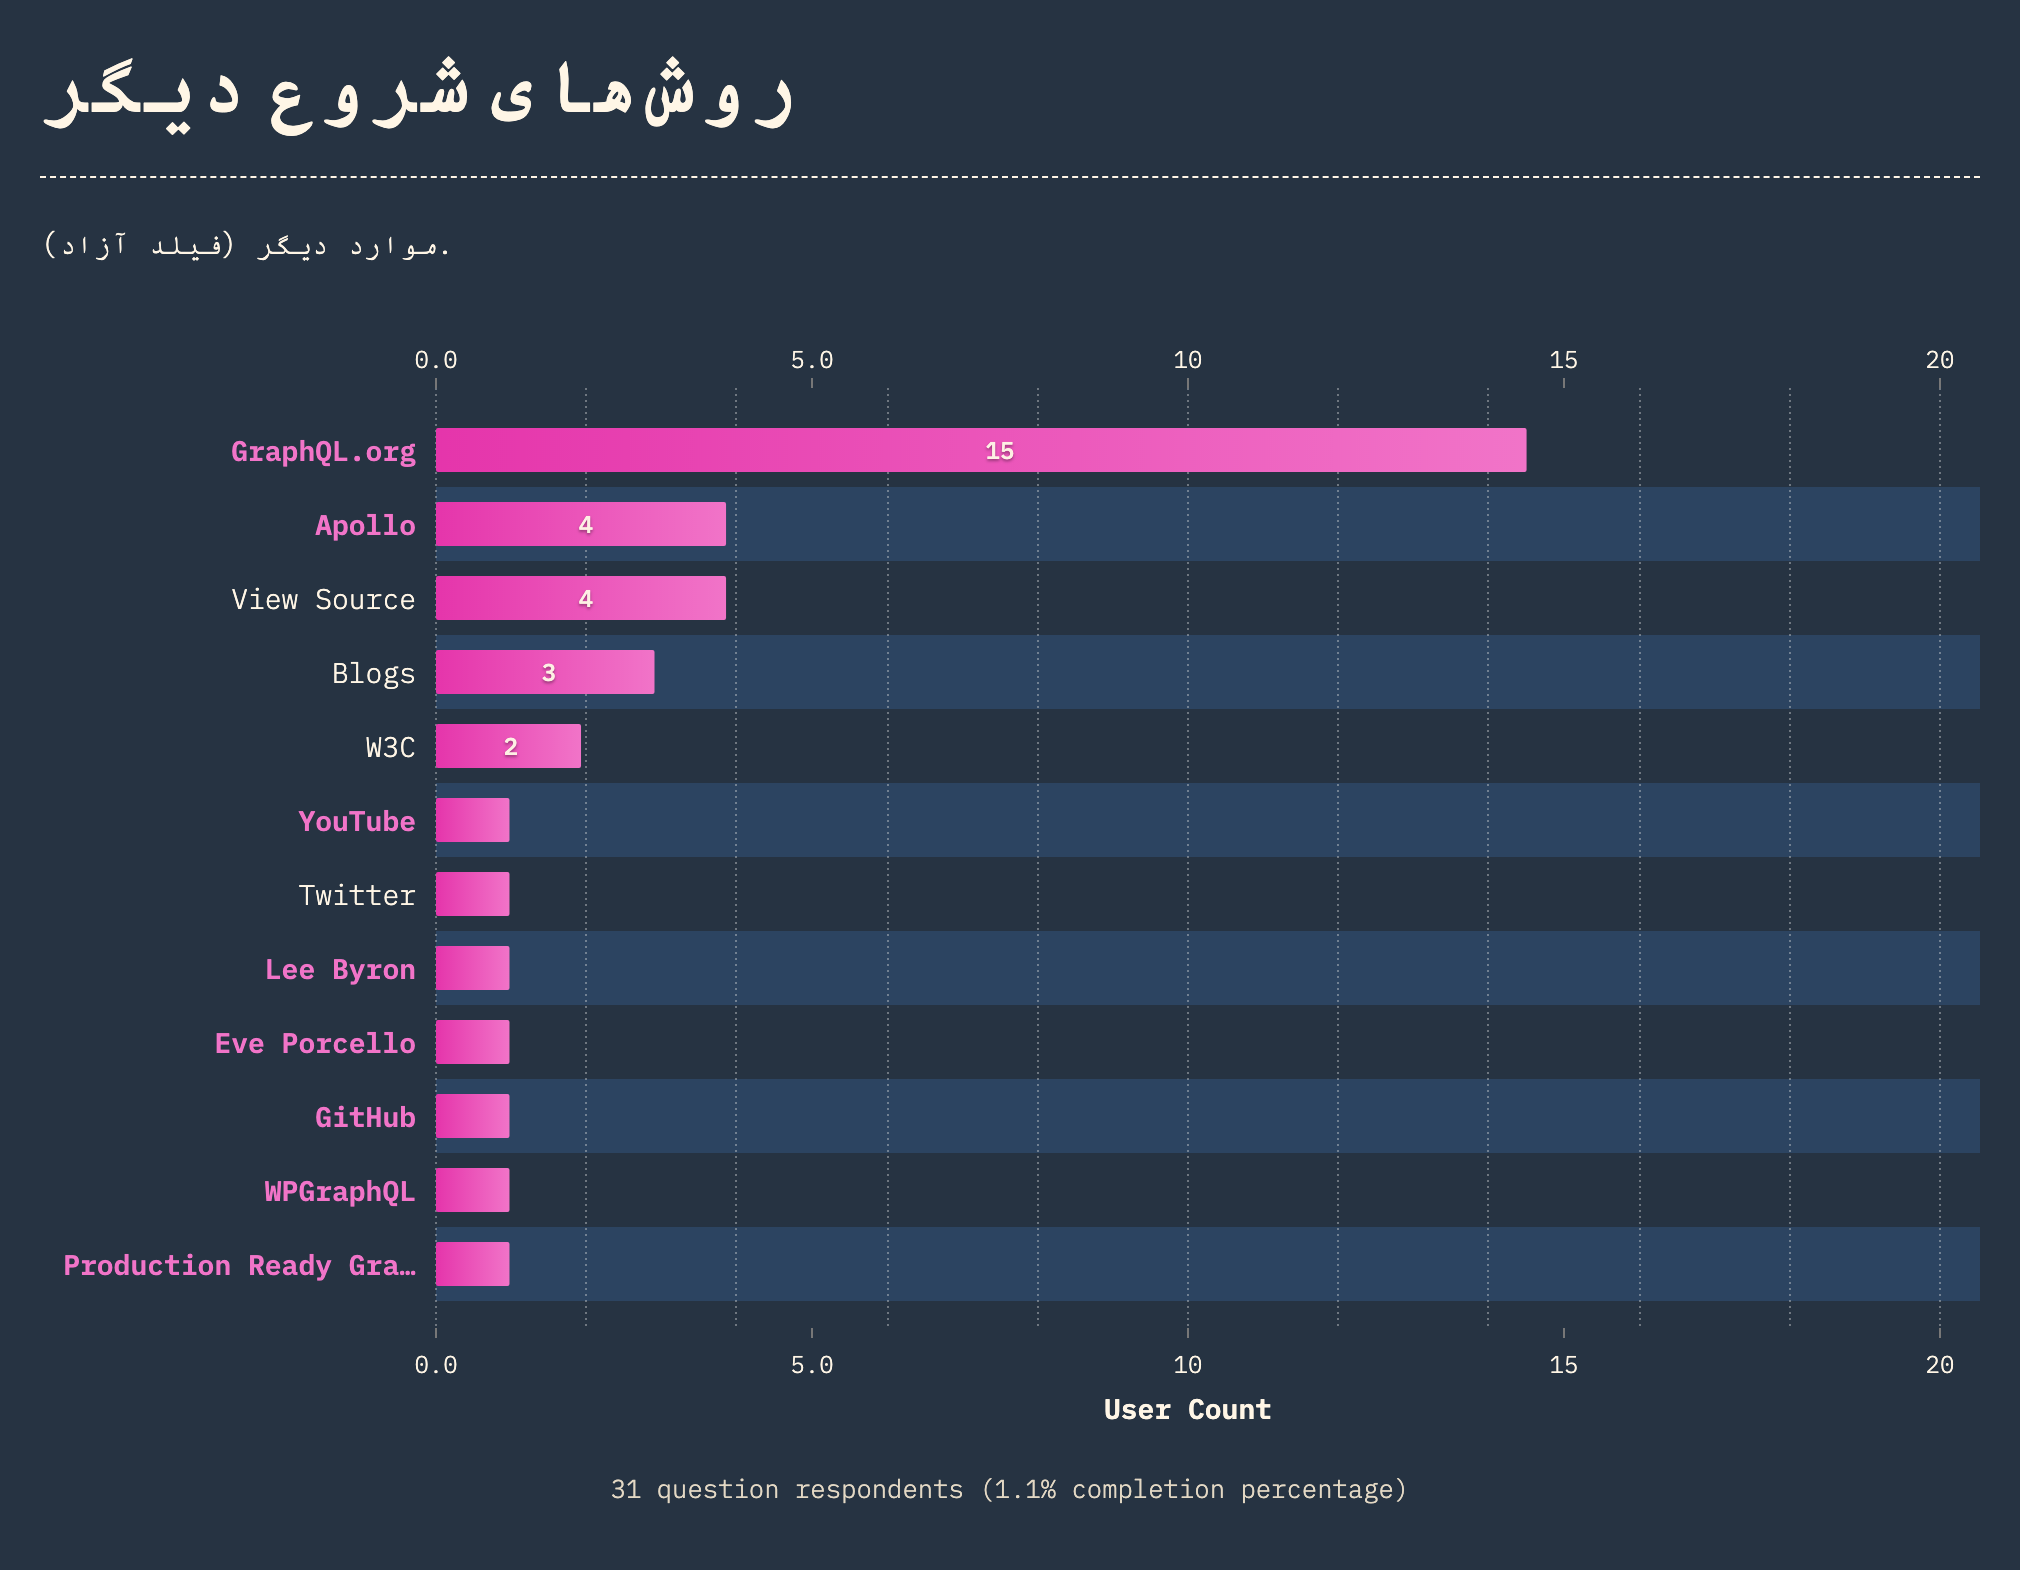 روش‌های شروع دیگر
موارد دیگر (فیلد آزاد).
0.0 5.0 10 15 20
GraphQL.org 15
Apollo 4
View Source 4
Blogs 3
W3C 2
YouTube
Twitter
Lee Byron
Eve Porcello
GitHub
WPGraphQL
Production Ready Gra…
0.0 5.0 10 15 20
User Count
31 question respondents (1.1% completion percentage)